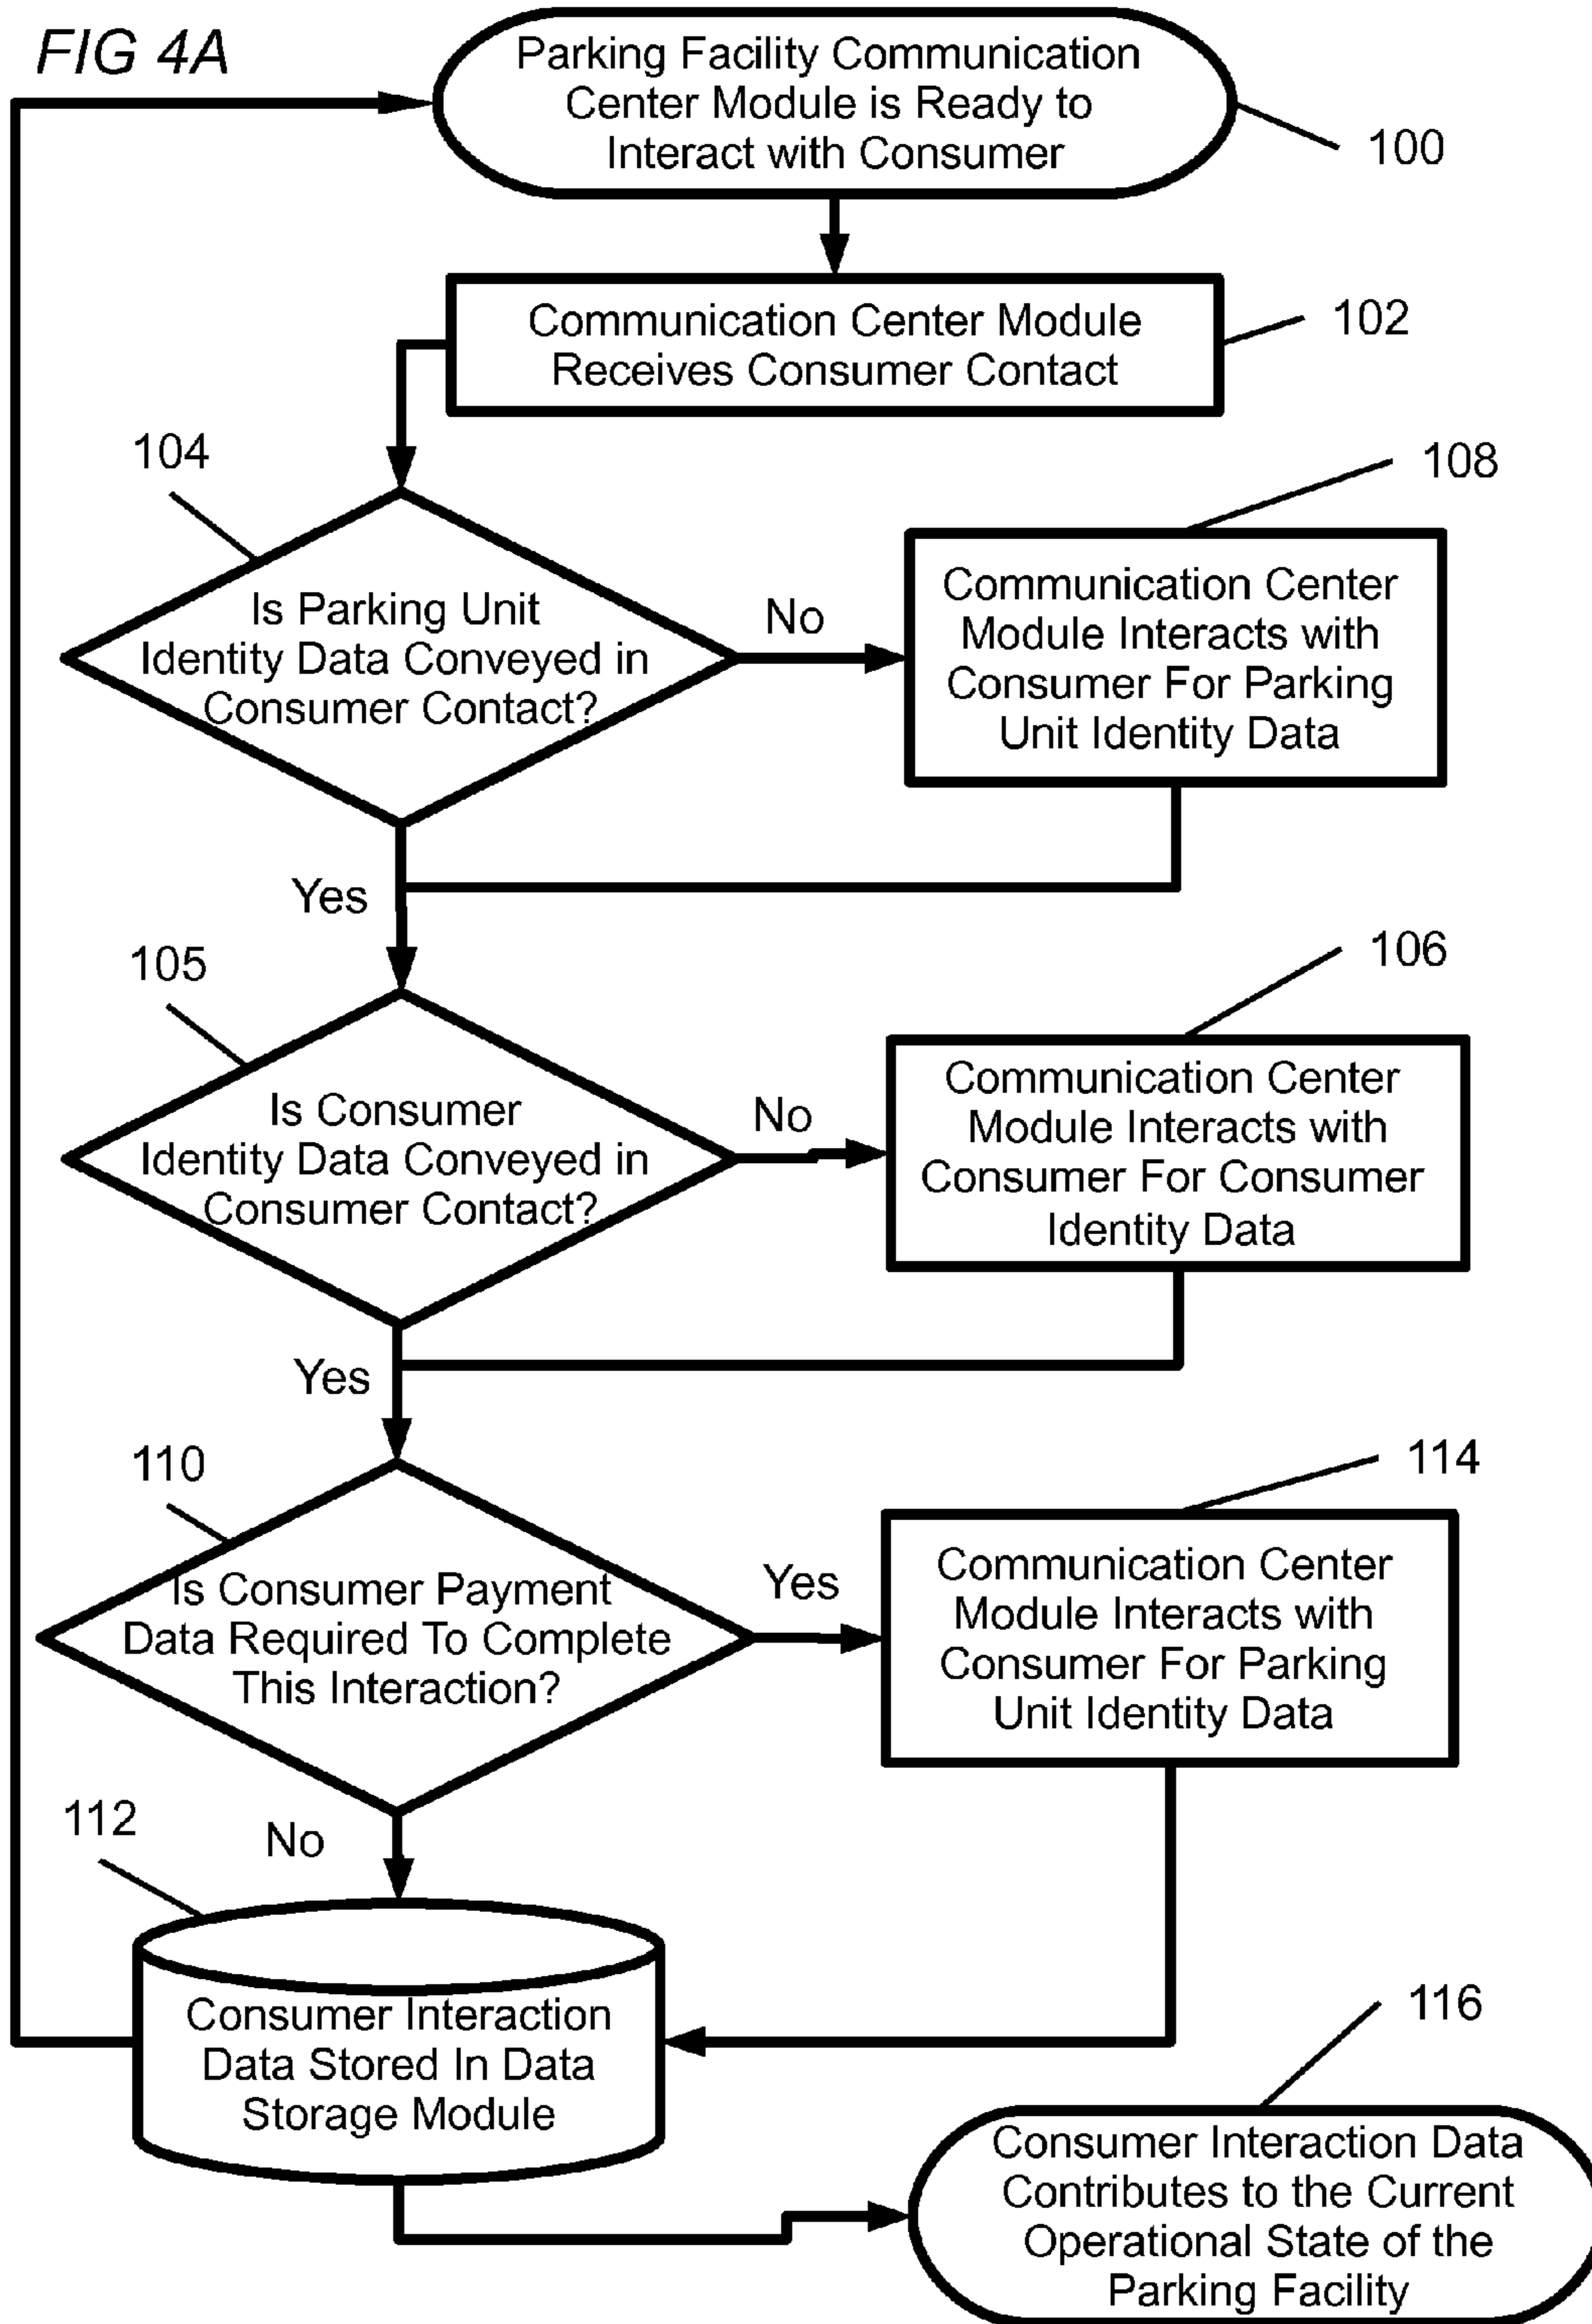 FIG 4A
Parking Facility Communication
Center Module is Ready to
Interact with Consumer
100
Communication Center Module
Receives Consumer Contact
102
104
Is Parking Unit
Identity Data Conveyed in
Consumer Contact?
No
108
Communication Center
Module Interacts with
Consumer For Parking
Unit Identity Data
Yes
105
Is Consumer
Identity Data Conveyed in
Consumer Contact?
No
106
Communication Center
Module Interacts with
Consumer For Consumer
Identity Data
Yes
110
Is Consumer Payment
Data Required To Complete
This Interaction?
Yes
114
Communication Center
Module Interacts with
Consumer For Parking
Unit Identity Data
No
112
Consumer Interaction
Data Stored In Data
Storage Module
116
Consumer Interaction Data
Contributes to the Current
Operational State of the
Parking Facility